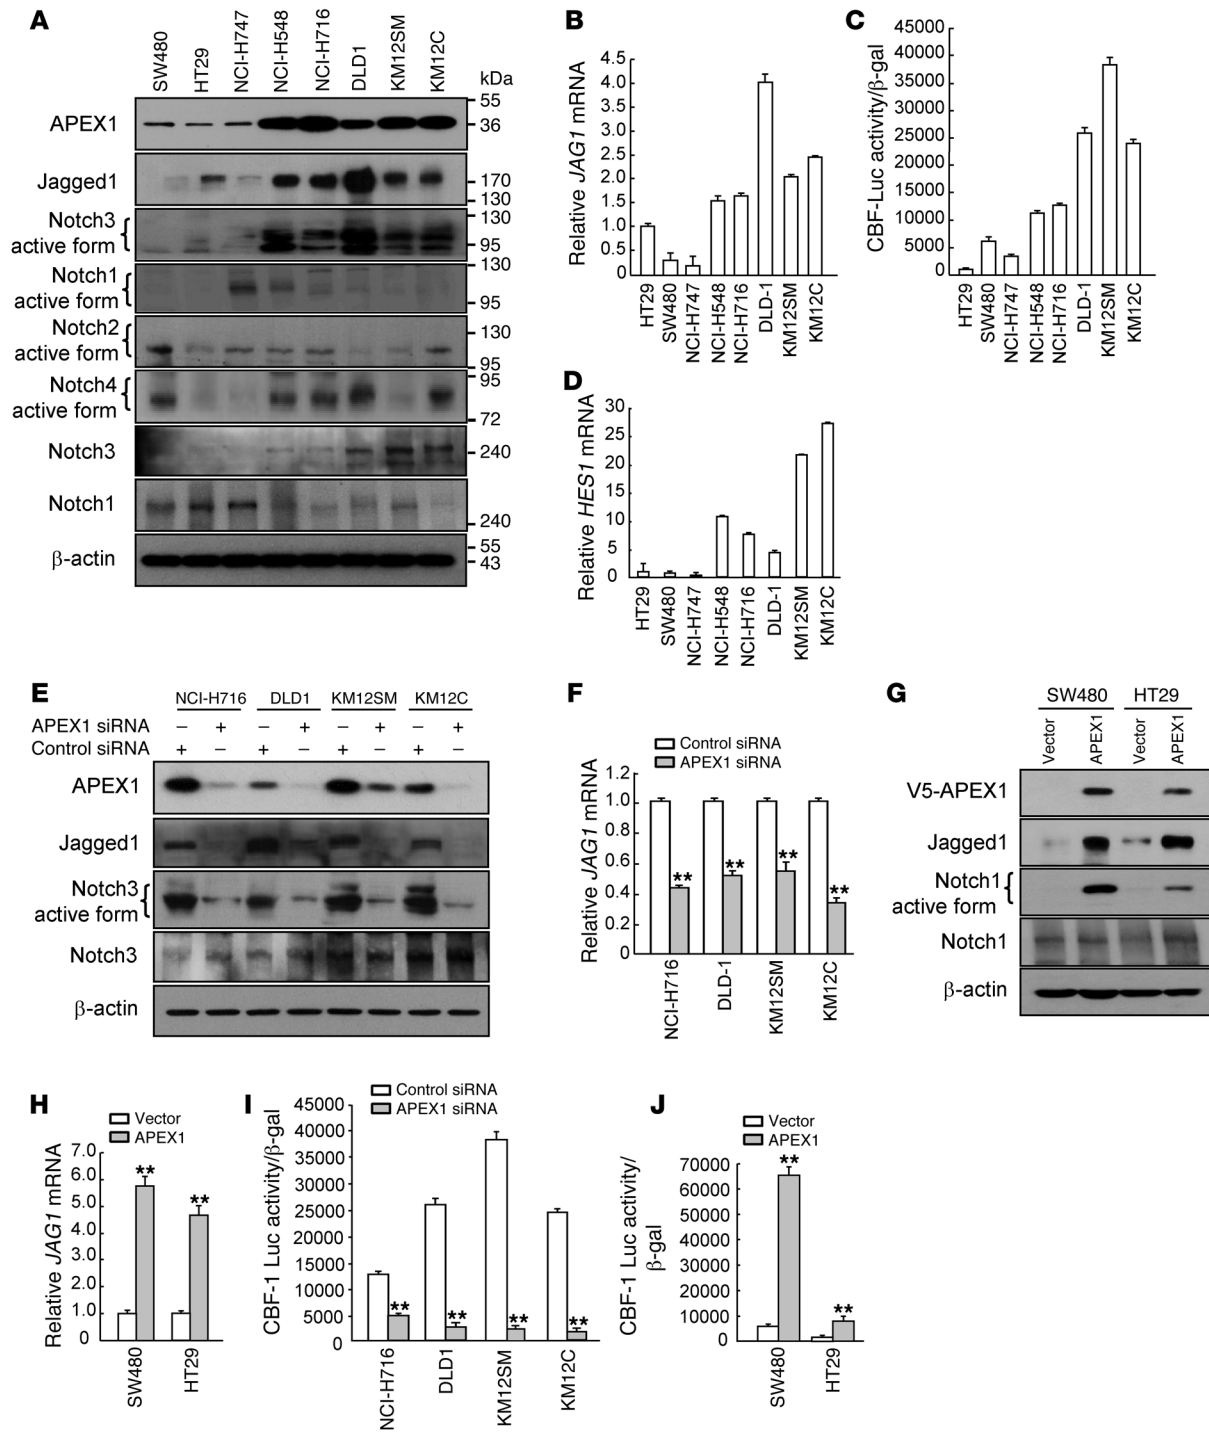 A
SW480
HT29
NCI-H747
NCI-H548
NCI-H716
DLD1
KM12SM
KM12C
kDa
APEX1
55
36
Jagged1
170
130
Notch3
active form
130
95
Notch1
active form
130
95
Notch2
active form
130
95
Notch4
active form
95
72
Notch3
240
Notch1
240
β-actin
55
43
B
Relative JAG1 mRNA
4.5
4.0
3.5
3.0
2.5
2.0
1.5
1.0
0.5
0
HT29
SW480
NCI-H747
NCI-H548
NCI-H716
DLD-1
KM12SM
KM12C
C
CBF-Luc activity/β-gal
45000
40000
35000
30000
25000
20000
15000
10000
5000
0
HT29
SW480
NCI-H747
NCI-H548
NCI-H716
DLD-1
KM12SM
KM12C
D
Relative HES1 mRNA
30
25
20
15
10
5
0
HT29
SW480
NCI-H747
NCI-H548
NCI-H716
DLD-1
KM12SM
KM12C
E
NCI-H716 DLD1 KM12SM KM12C
APEX1 siRNA – + – + – + – +
Control siRNA + – + – + – + –
APEX1
Jagged1
Notch3
active form
Notch3
β-actin
F
Control siRNA
APEX1 siRNA
Relative JAG1 mRNA
1.2
1.0
0.8
0.6
0.4
0.2
0
** ** ** **
NCI-H716
DLD-1
KM12SM
KM12C
G
SW480 HT29
Vector
APEX1
Vector
APEX1
V5-APEX1
Jagged1
Notch1
active form
Notch1
β-actin
H
Vector
APEX1
Relative JAG1 mRNA
7.0
6.0
5.0
4.0
3.0
2.0
1.0
0
** **
SW480
HT29
I
Control siRNA
APEX1 siRNA
CBF-1 Luc activity/β-gal
45000
40000
35000
30000
25000
20000
15000
10000
5000
0
** ** ** **
NCI-H716
DLD1
KM12SM
KM12C
J
Vector
APEX1
CBF-1 Luc activity/
β-gal
70000
60000
50000
40000
30000
20000
10000
0
** **
SW480
HT29